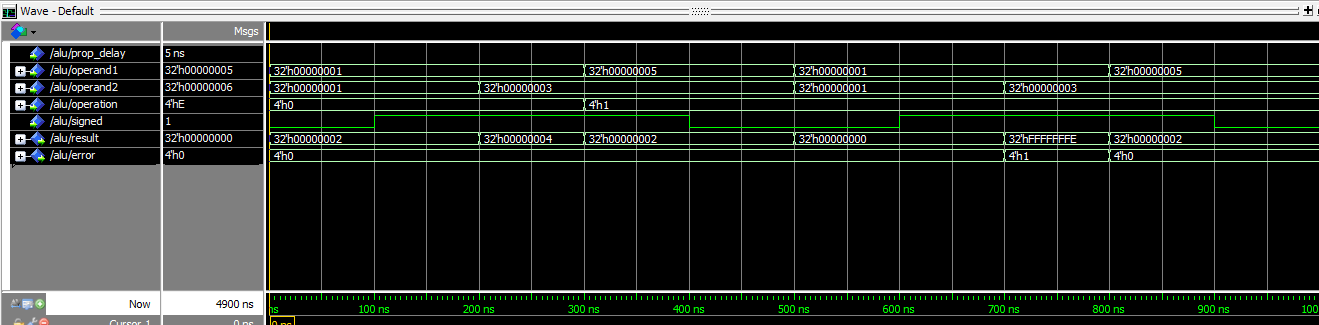 Wave - Default
Msgs
/alu/prop_delay 5 ns
/alu/operand1 32'h00000005 32'h00000001 32'h00000005 32'h00000001 32'h00000005
/alu/operand2 32'h00000006 32'h00000001 32'h00000003 32'h00000001 32'h00000003
/alu/operation 4'hE 4'h0 4'h1
/alu/signed 1
/alu/result 32'h00000000 32'h00000002 32'h00000004 32'h00000002 32'h00000000 32'hFFFFFFFE 32'h00000002
/alu/error 4'h0 4'h0 4'h1 4'h0
Now 4900 ns ns 100 ns 200 ns 300 ns 400 ns 500 ns 600 ns 700 ns 800 ns 900 ns 100
Cursor 1 0 ns 0 ns